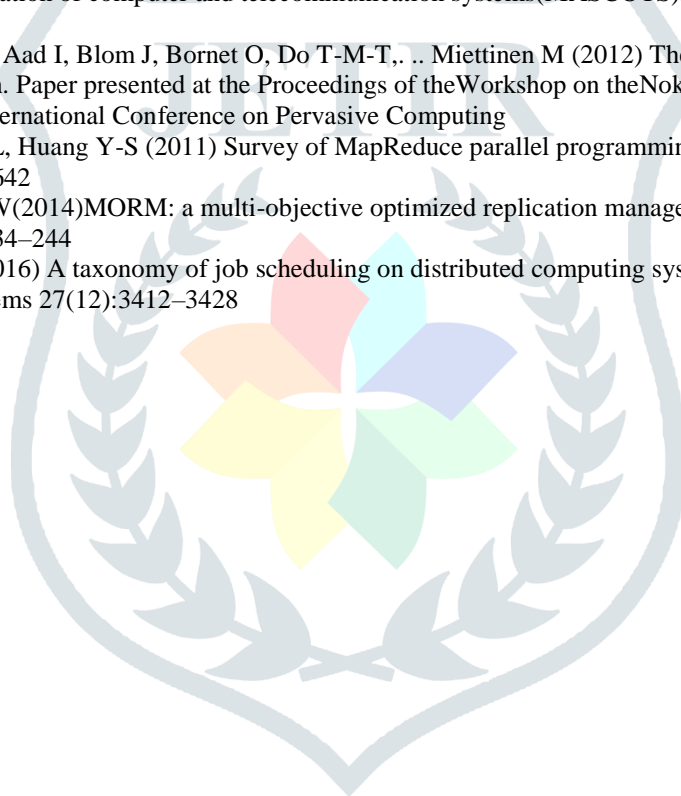 ation of computer and telecommunication systems(MASCOTS)
Aad I, Blom J, Bornet O, Do T-M-T,. .. Miettinen M (2012) The
. Paper presented at the Proceedings of theWorkshop on theNok
ernational Conference on Pervasive Computing
L, Huang Y-S (2011) Survey of MapReduce parallel programmin
642
(2014)MORM: a multi-objective optimized replication manage
34–244
016) A taxonomy of job scheduling on distributed computing sys
ems 27(12):3412–3428
JETIR